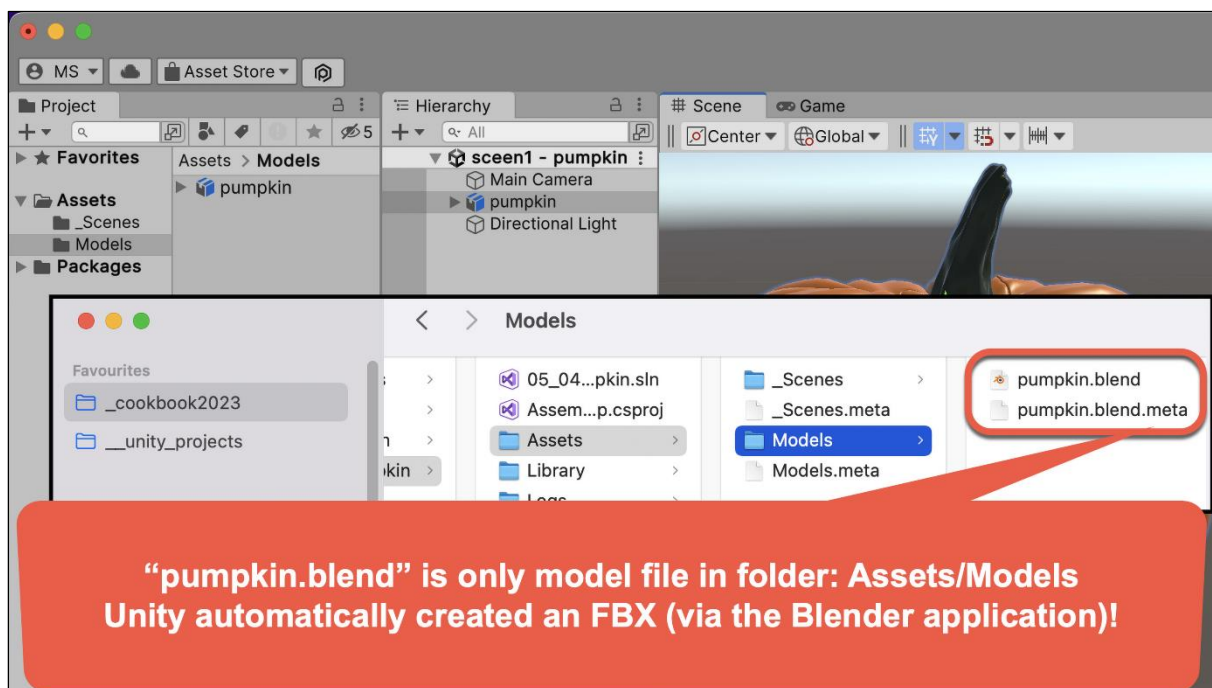 MS
Asset Store
Project
5
Favorites
Assets
_Scenes
Models
Packages
Assets > Models
pumpkin
Hierarchy
All
sceen1 - pumpkin
Main Camera
pumpkin
Directional Light
Scene
Game
Center
Global
Models
Favourites
_cookbook2023
__unity_projects
kin
05_04...pkin.sln
Assem...p.csproj
Assets
Library
Logs
_Scenes
_Scenes.meta
Models
Models.meta
pumpkin.blend
pumpkin.blend.meta
“pumpkin.blend” is only model file in folder: Assets/Models
Unity automatically created an FBX (via the Blender application)!